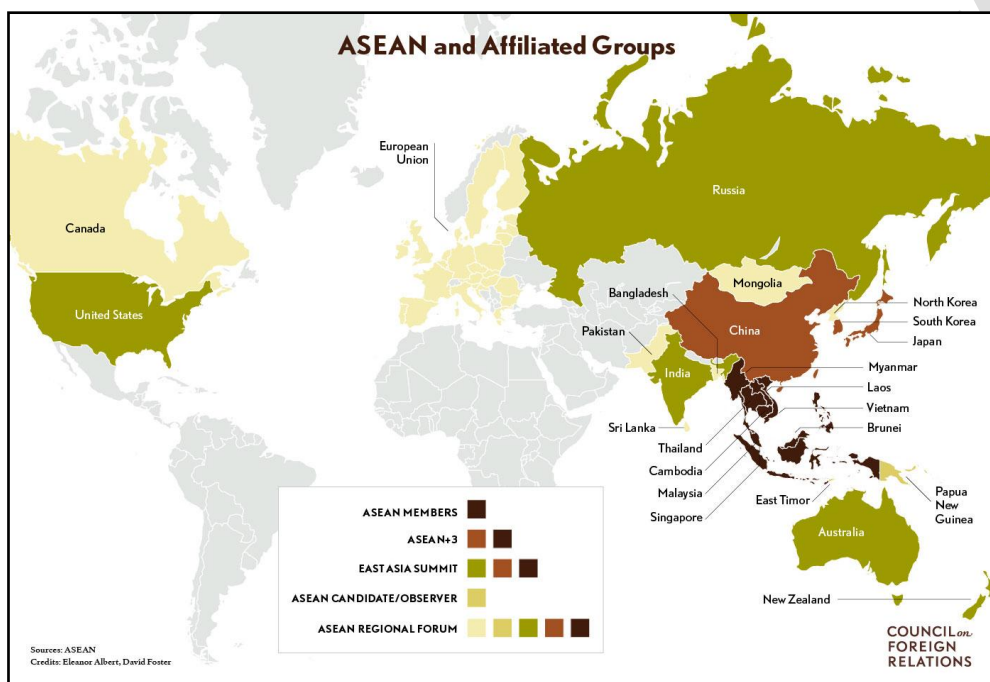 ASEAN and Affiliated Groups
European
Union
Russia
Canada
United States
Mongolia
Bangladesh
North Korea
South Korea
Japan
China
Pakistan
India
Myanmar
Laos
Vietnam
Brunei
Sri Lanka
Thailand
Cambodia
Malaysia
Singapore
East Timor
Papua
New
Guinea
Australia
New Zealand
ASEAN MEMBERS
ASEAN+3
EAST ASIA SUMMIT
ASEAN CANDIDATE/OBSERVER
ASEAN REGIONAL FORUM
Sources: ASEAN
Credits: Eleanor Albert, David Foster
COUNCIL on
FOREIGN
RELATIONS